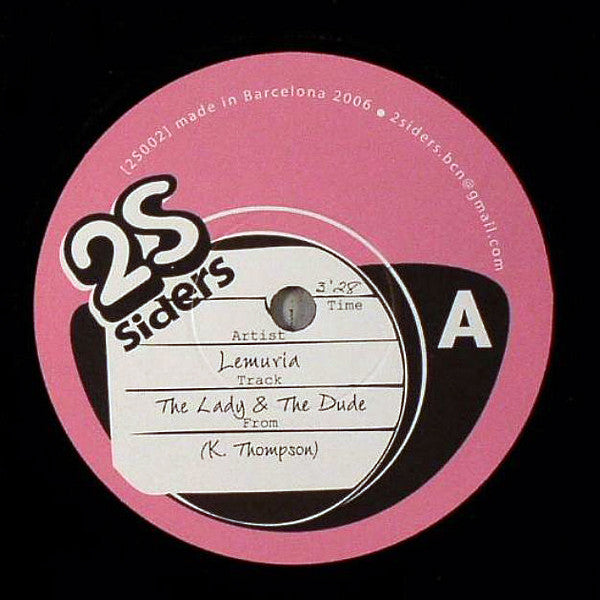 [2S002] made in Barcelona 2006 ● 2siders.bcn@gmail.com
2S
Siders
3'28
Time
A
Artist
Lemuria
Track
The Lady & The Dude
From
(K. Thompson)